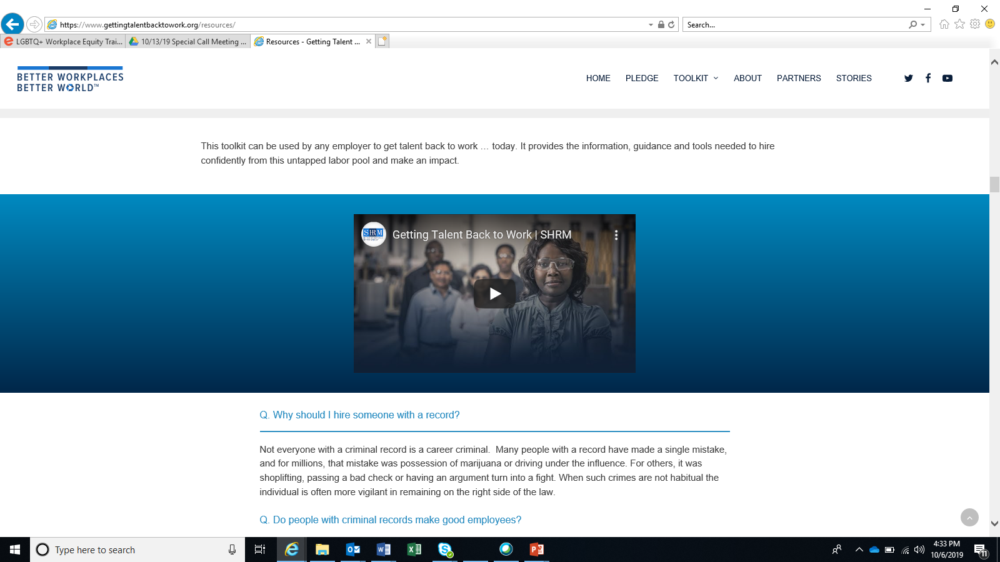 https://www.gettingtalentbacktowork.org/resources/
Search...
LGBTQ+ Workplace Equity Trai...
10/13/19 Special Call Meeting ...
Resources - Getting Talent ...
BETTER WORKPLACES
BETTER WORLD™
HOME
PLEDGE
TOOLKIT
ABOUT
PARTNERS
STORIES
This toolkit can be used by any employer to get talent back to work … today. It provides the information, guidance and tools needed to hire
confidently from this untapped labor pool and make an impact.
SHRM
BETTER WORKPLACES
BETTER WORLD
Getting Talent Back to Work | SHRM
Q. Why should I hire someone with a record?
Not everyone with a criminal record is a career criminal.  Many people with a record have made a single mistake,
and for millions, that mistake was possession of marijuana or driving under the influence. For others, it was
shoplifting, passing a bad check or having an argument turn into a fight. When such crimes are not habitual the
individual is often more vigilant in remaining on the right side of the law.
Q. Do people with criminal records make good employees?
Type here to search
4:33 PM
10/6/2019
11